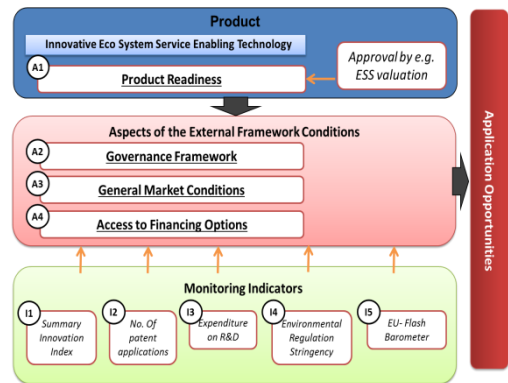 Product
Innovative Eco System Service Enabling Technology
A1
Product Readiness
Approval by e.g.
ESS valuation
Aspects of the External Framework Conditions
A2
Governance Framework
A3
General Market Conditions
A4
Access to Financing Options
Application Opportunities
Monitoring Indicators
I1
Summary
Innovation
Index
I2
No. Of
patent
applications
I3
Expenditure
on R&D
I4
Environmental
Regulation
Stringency
I5
EU- Flash
Barometer